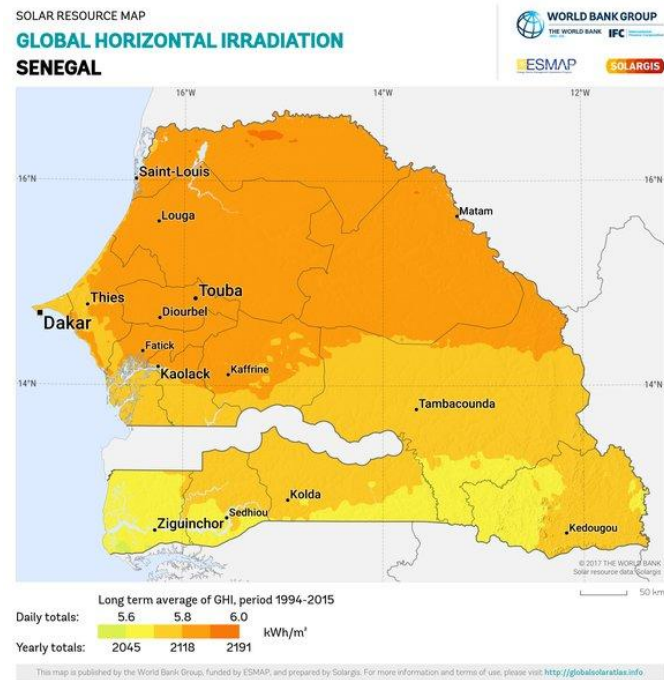 SOLAR RESOURCE MAP
GLOBAL HORIZONTAL IRRADIATION
SENEGAL
WORLD BANK GROUP
THE WORLD BANK
IFC
ESMAP
SOLARGIS
16°W
14°W
12°W
16°N
16°N
Saint-Louis
Louga
Matam
Thies
Touba
Dakar
Diourbel
Fatick
Kaolack
Kaffrine
14°N
14°N
Tambacounda
Kolda
Sedhiou
Ziguinchor
Kedougou
© 2017 THE WORLD BANK
Solar resource data: Solargis
50 km
Long term average of GHI, period 1994-2015
Daily totals: 5.6 5.8 6.0
kWh/m²
Yearly totals: 2045 2118 2191
This map is published by the World Bank Group, funded by ESMAP, and prepared by Solargis. For more information and terms of use, please visit http://globalsolaratlas.info.